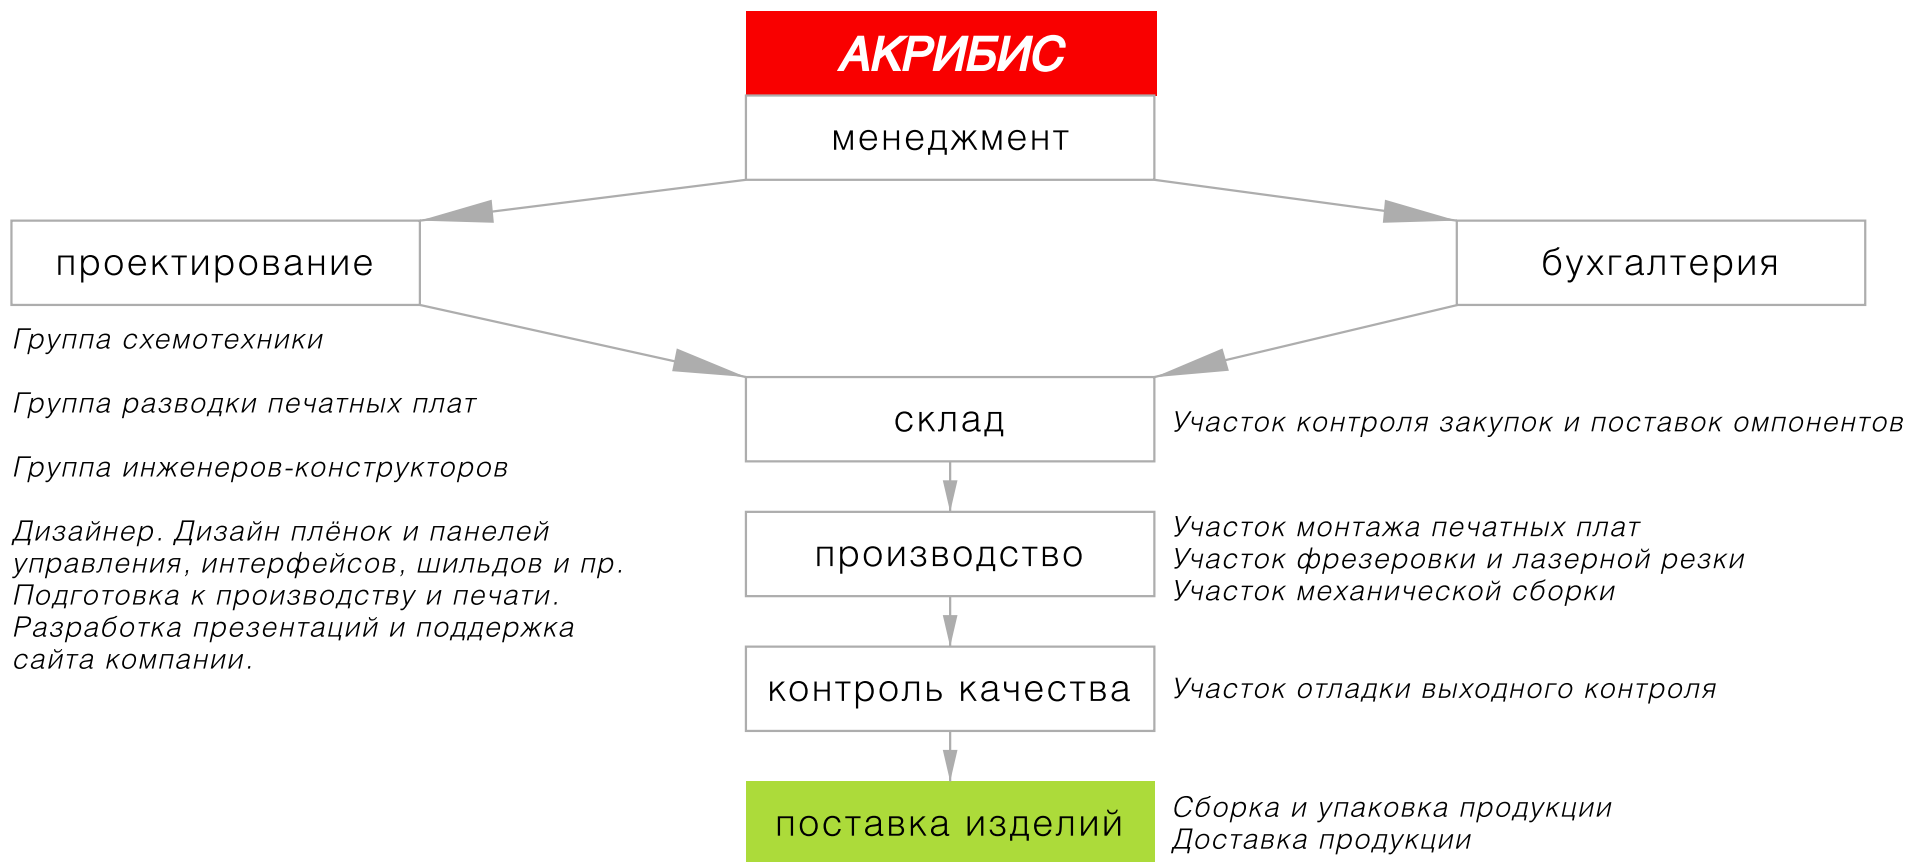 АКРИБИС
менеджмент
проектирование
бухгалтерия
Группа схемотехники
Группа разводки печатных плат
Группа инженеров-конструкторов
Дизайнер. Дизайн плёнок и панелей
управления, интерфейсов, шильдов и пр.
Подготовка к производству и печати.
Разработка презентаций и поддержка
сайта компании.
склад
Участок контроля закупок и поставок омпонентов
производство
Участок монтажа печатных плат
Участок фрезеровки и лазерной резки
Участок механической сборки
контроль качества
Участок отладки выходного контроля
поставка изделий
Сборка и упаковка продукции
Доставка продукции